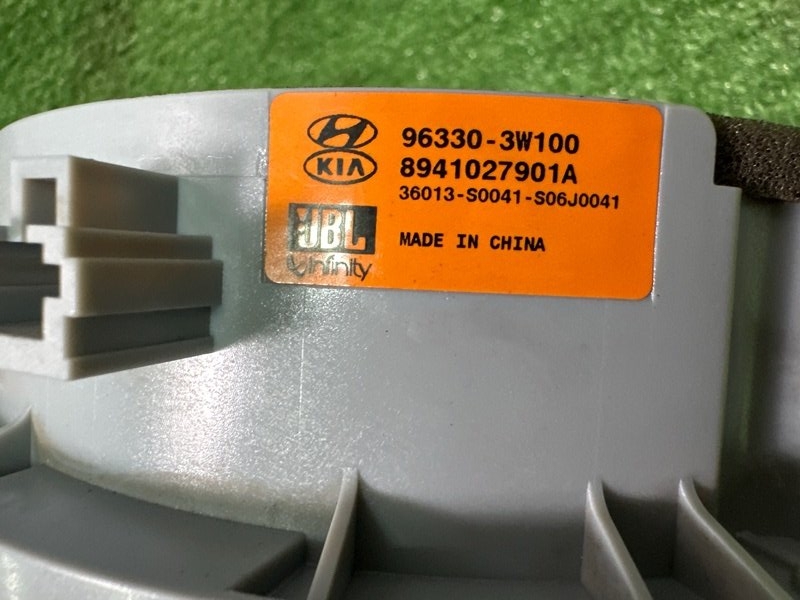 96330-3W100
KIA
8941027901A
36013-S0041-S06J0041
JBL
MADE IN CHINA
infinity